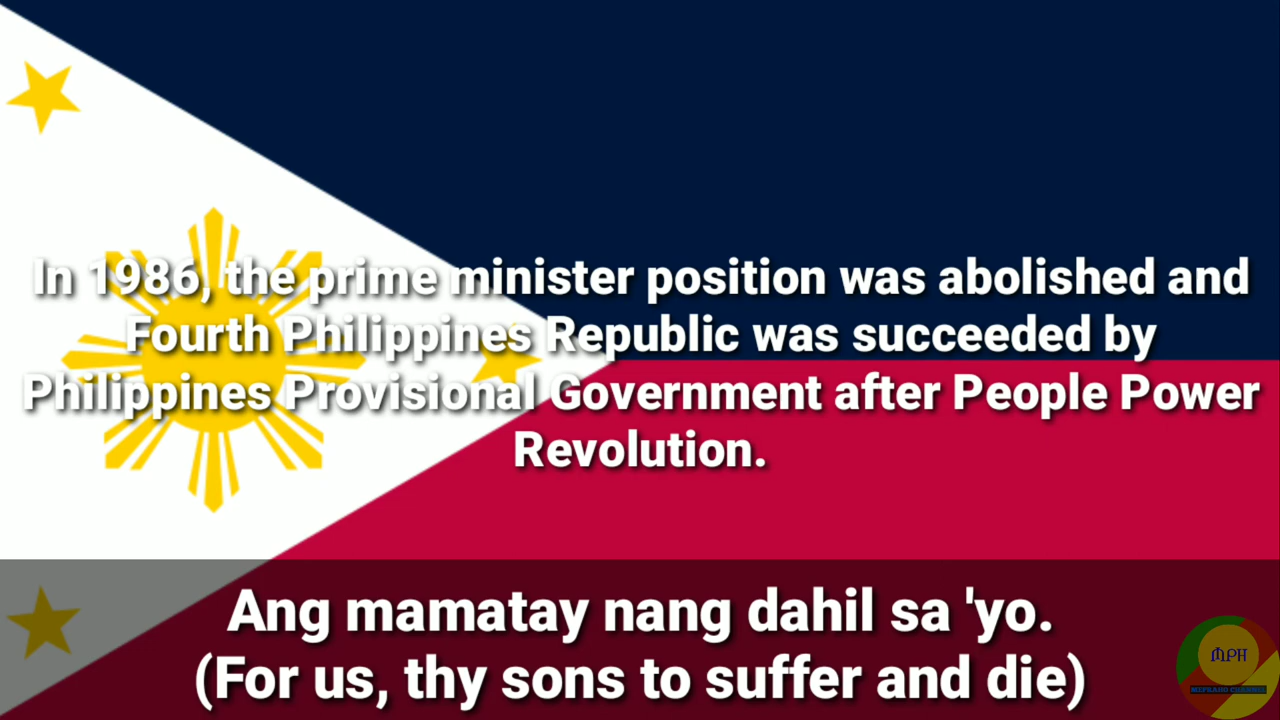 In 1986, the prime minister position was abolished and
Fourth Philippines Republic was succeeded by
Philippines Provisional Government after People Power
Revolution.
Ang mamatay nang dahil sa 'yo.
(For us, thy sons to suffer and die)